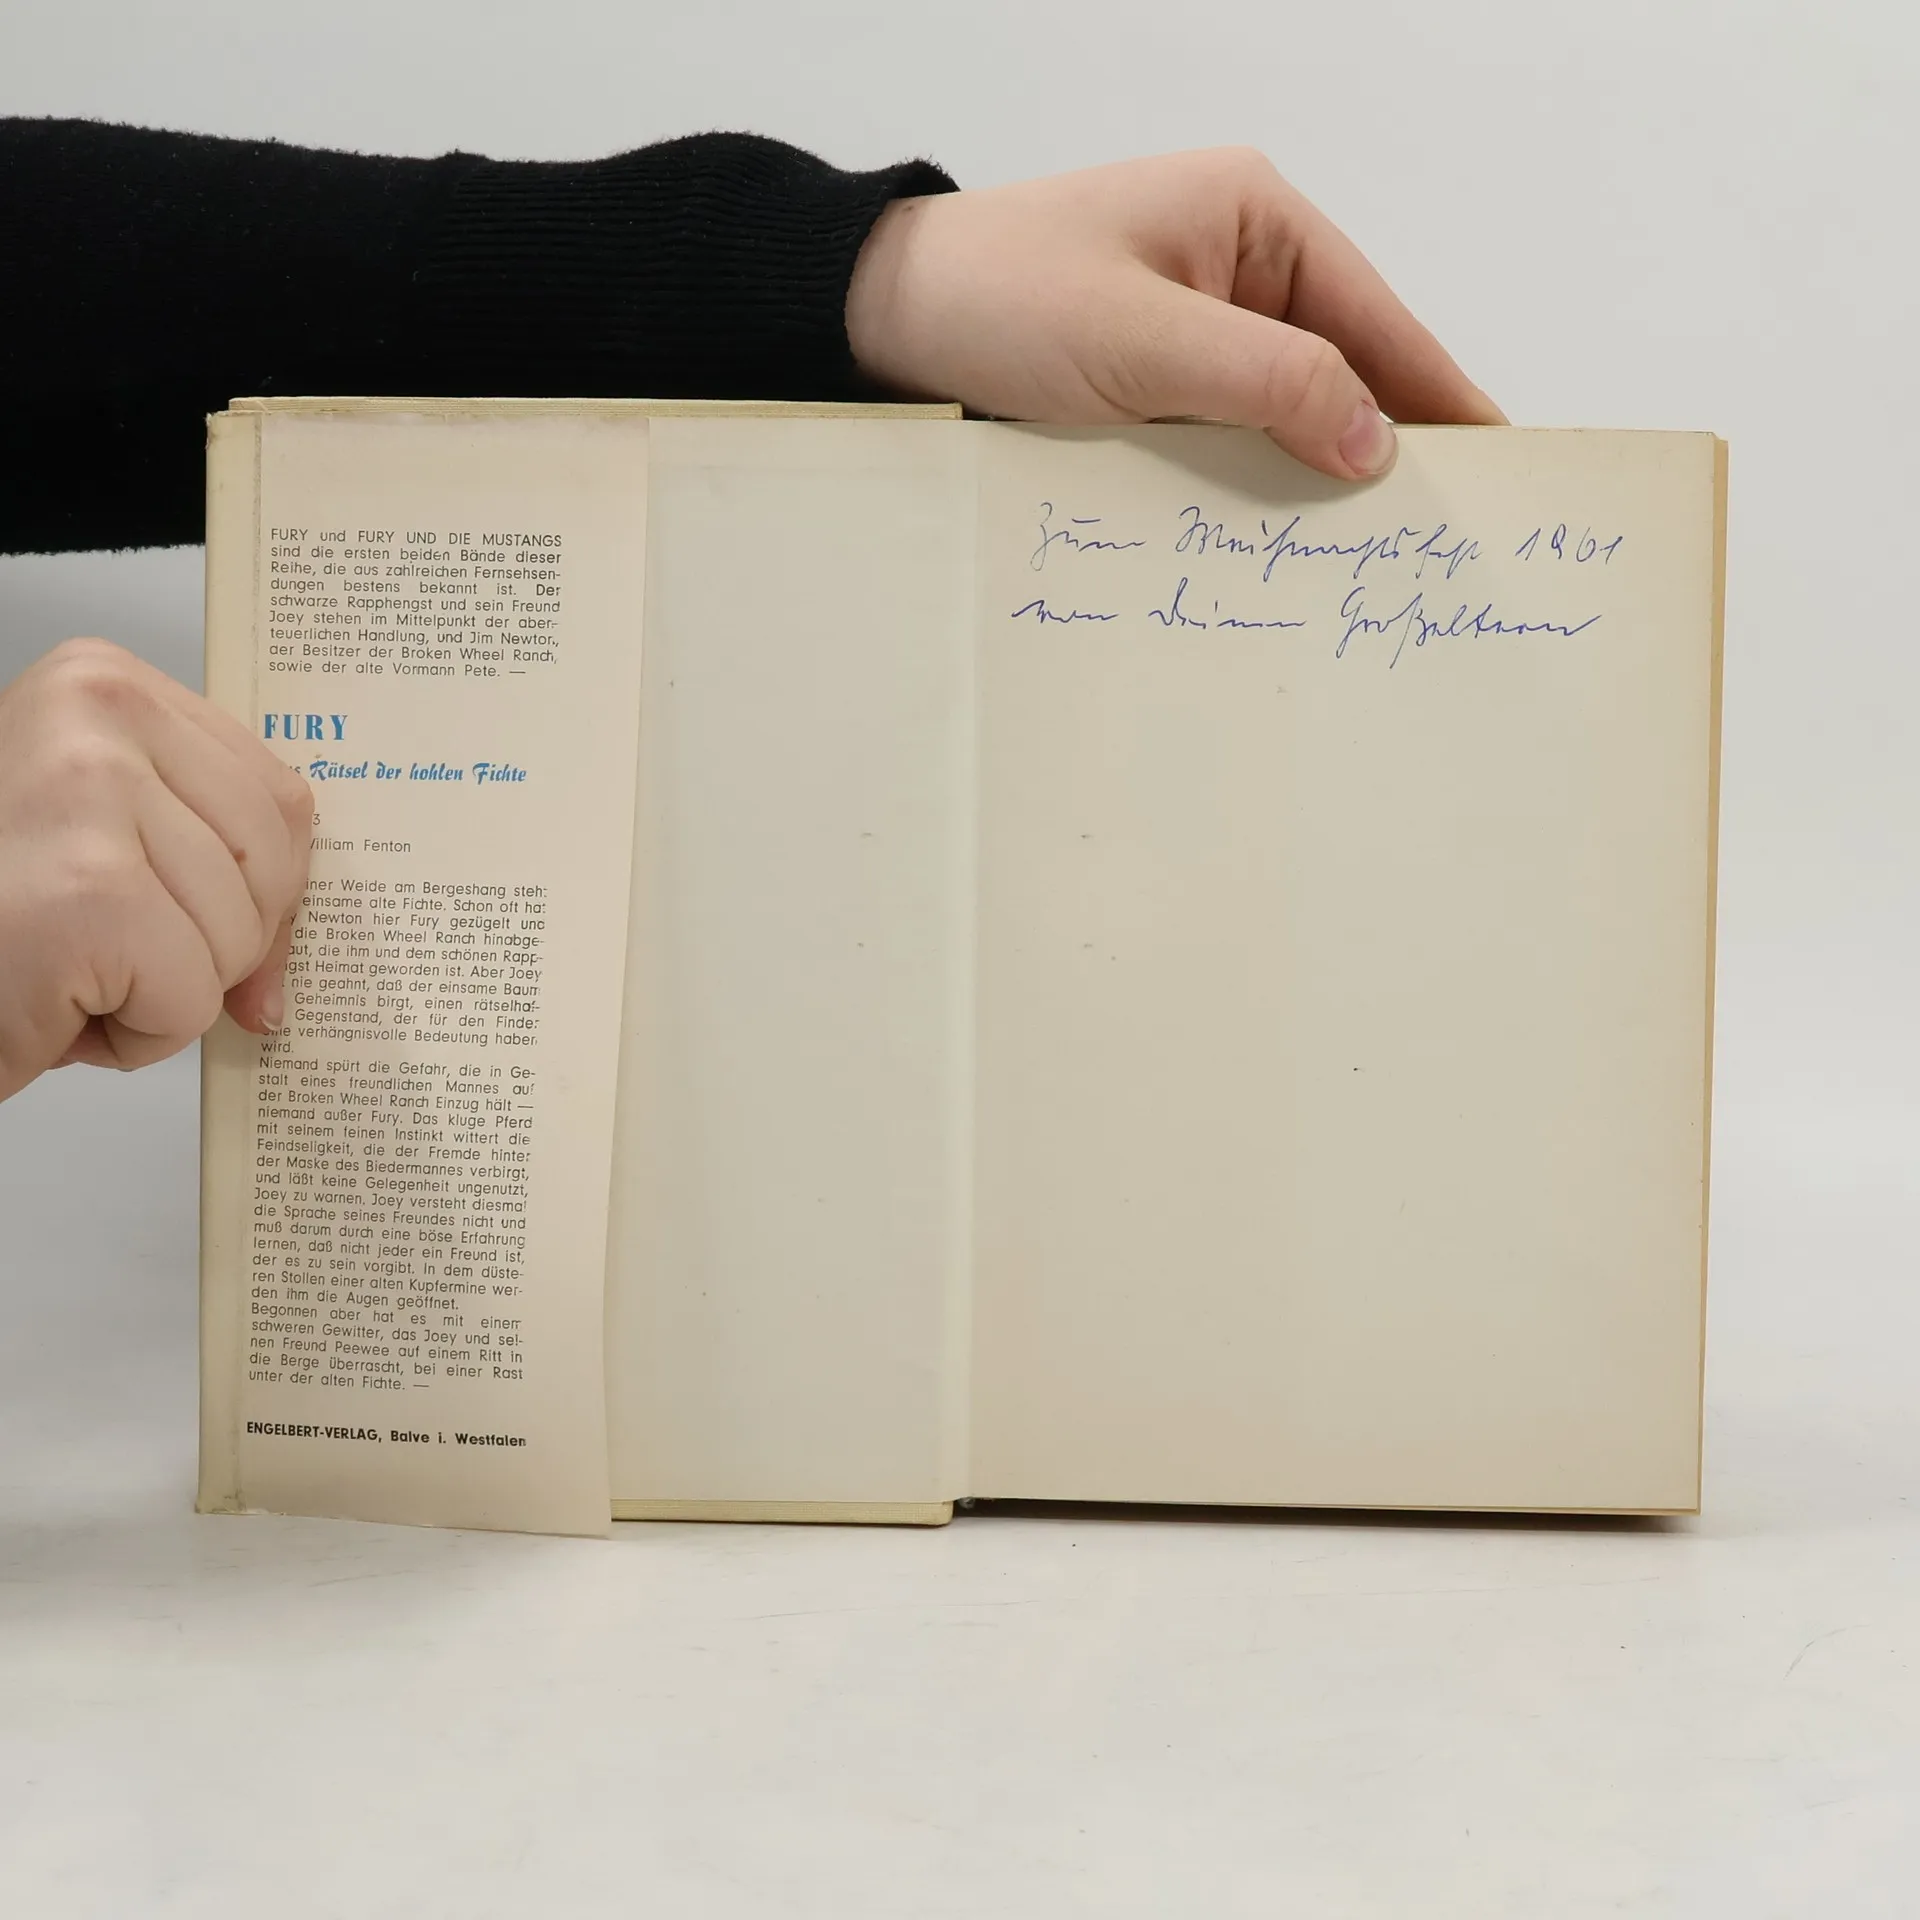 FURY und FURY UND DIE MUSTANGS
sind die ersten beiden Bände dieser
Reihe, die aus zahlreichen Fernsehsen-
dungen bestens bekannt ist. Der
schwarze Rapphengst und sein Freund
Joey stehen im Mittelpunkt der aben-
teuerlichen Handlung, und Jim Newton,
der Besitzer der Broken Wheel Ranch,
sowie der alte Vormann Pete. —
FURY
Rätsel der hohlen Fichte
3
William Fenton
iner Weide am Bergeshang steht
einsame alte Fichte. Schon oft hat
y Newton hier Fury gezügelt und
die Broken Wheel Ranch hinabge-
aut, die ihm und dem schönen Rapp-
ngst Heimat geworden ist. Aber Joey
nie geahnt, daß der einsame Baum
Geheimnis birgt, einen rätselhaf-
Gegenstand, der für den Finder
eine verhängnisvolle Bedeutung haben
wird.
Niemand spürt die Gefahr, die in Ge-
stalt eines freundlichen Mannes auf
der Broken Wheel Ranch Einzug hält —
niemand außer Fury. Das kluge Pferd
mit seinem feinen Instinkt wittert die
Feindseligkeit, die der Fremde hinter
der Maske des Biedermannes verbirgt,
und läßt keine Gelegenheit ungenutzt,
Joey zu warnen. Joey versteht diesmal
die Sprache seines Freundes nicht und
muß darum durch eine böse Erfahrung
lernen, daß nicht jeder ein Freund ist,
der es zu sein vorgibt. In dem düste-
ren Stollen einer alten Kupfermine wer-
den ihm die Augen geöffnet.
Begonnen aber hat es mit einem
schweren Gewitter, das Joey und sei-
nen Freund Peewee auf einem Ritt in
die Berge überrascht, bei einer Rast
unter der alten Fichte. —
ENGELBERT-VERLAG, Balve i. Westfalen
Zum Weihnachtsfest 1961
von Deinen Großeltern